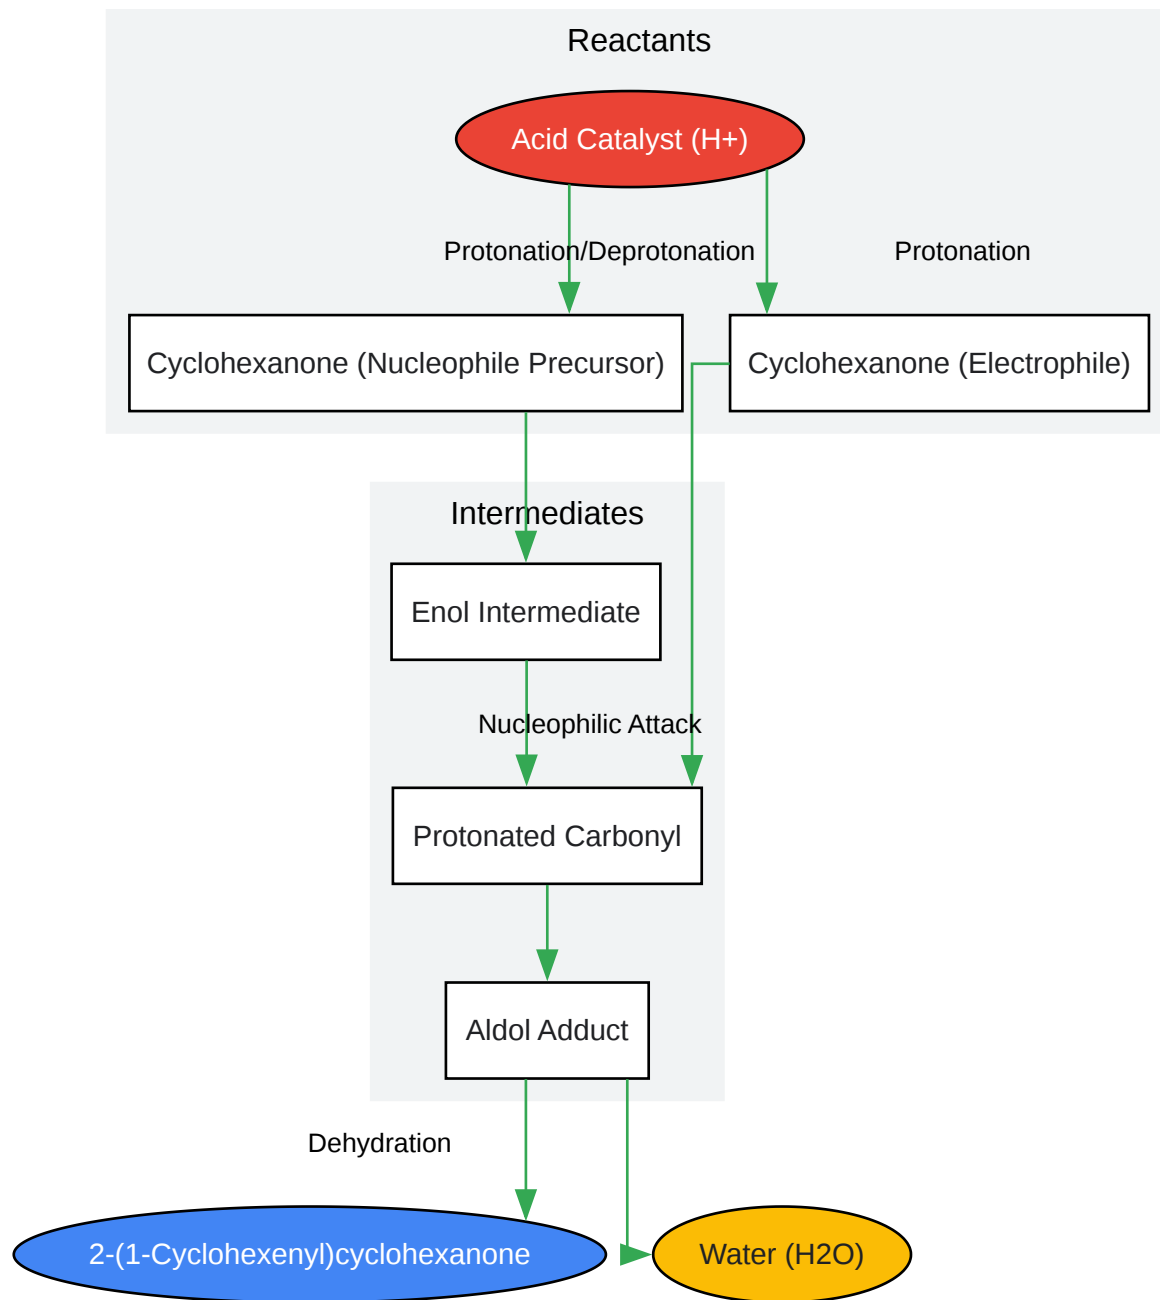 Reactants
Acid Catalyst (H+)
Protonation/Deprotonation
Protonation
Cyclohexanone (Nucleophile Precursor)
Cyclohexanone (Electrophile)
Intermediates
Enol Intermediate
Nucleophilic Attack
Protonated Carbonyl
Aldol Adduct
Dehydration
2-(1-Cyclohexenyl)cyclohexanone
Water (H2O)